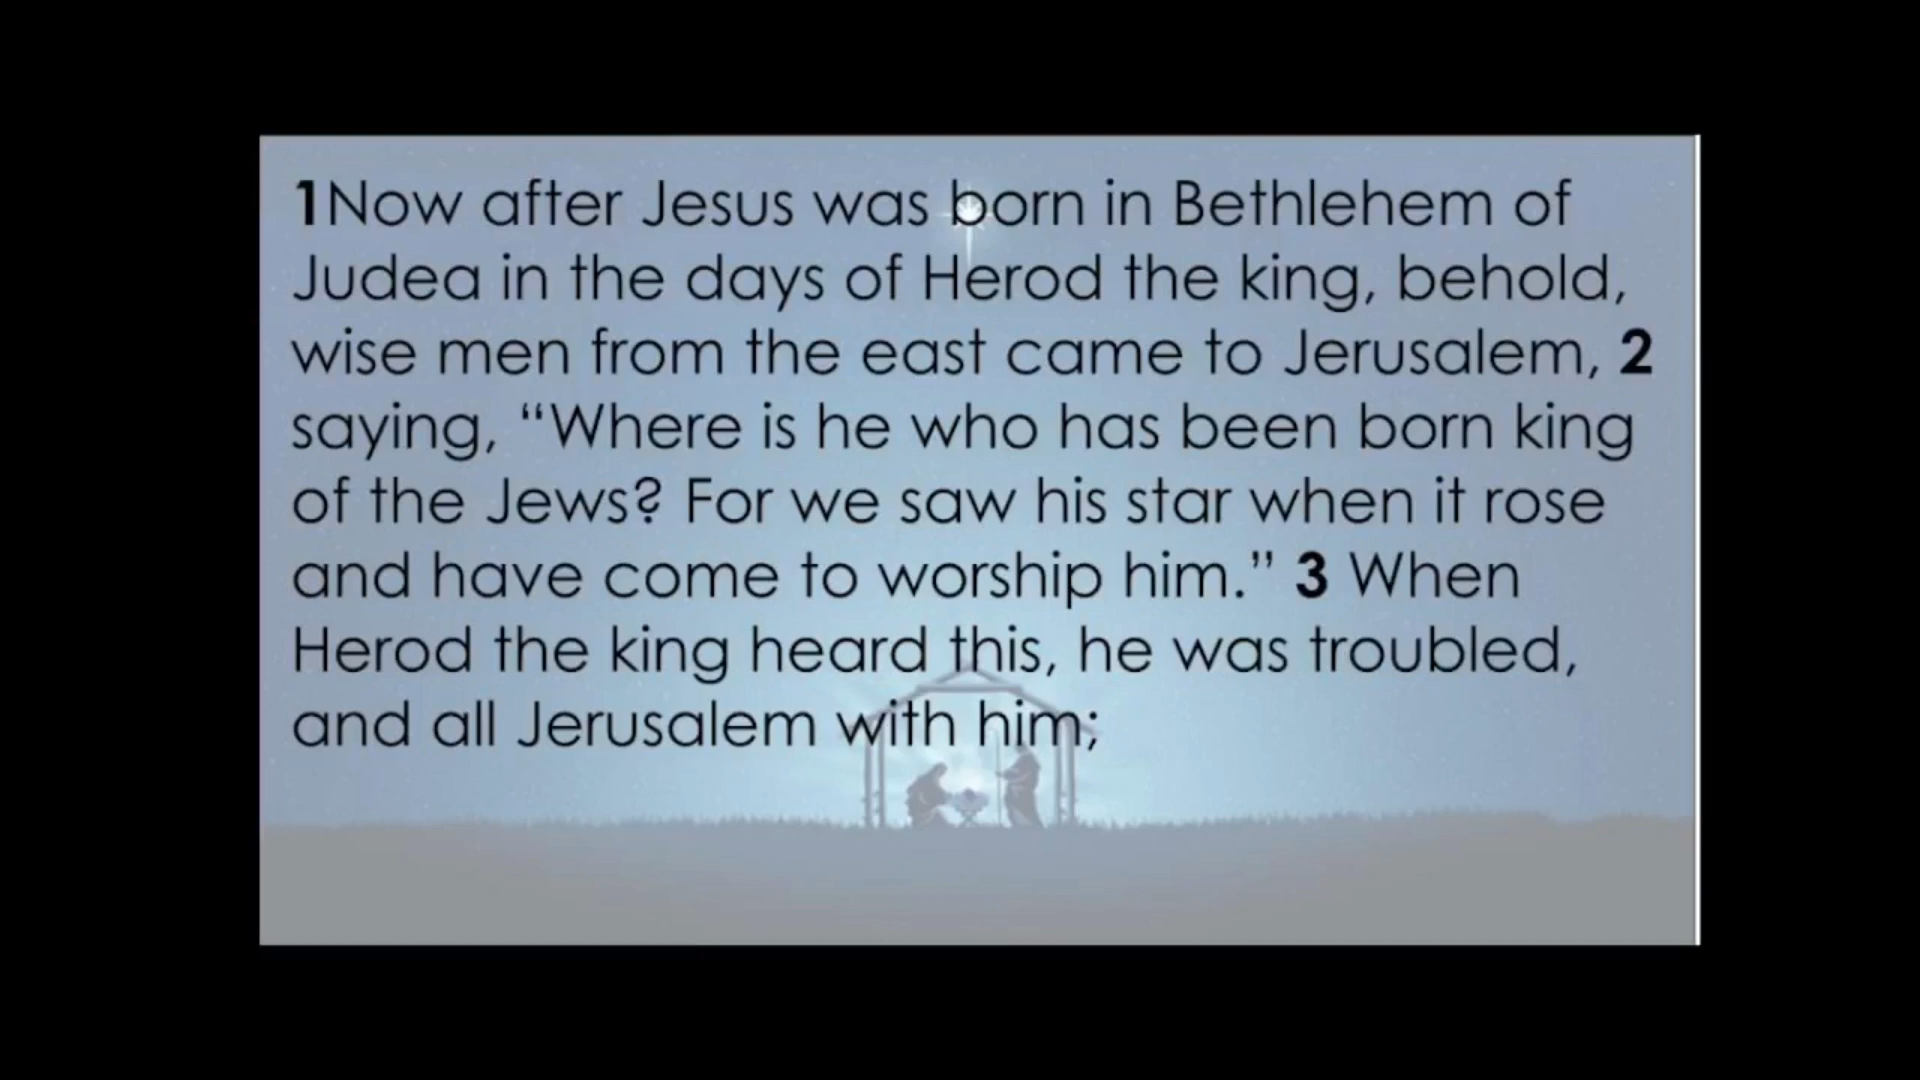 1Now after Jesus was born in Bethlehem of
Judea in the days of Herod the king, behold,
wise men from the east came to Jerusalem, 2
saying, “Where is he who has been born king
of the Jews? For we saw his star when it rose
and have come to worship him.” 3 When
Herod the king heard this, he was troubled,
and all Jerusalem with him;